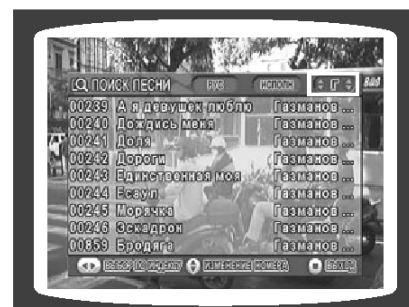 ПОИСК ПЕСНИ РУС ИСПОЛН Г
00239 А я девушек люблю Газманов ...
00240 Дождись меня Газманов ...
00241 Доля Газманов ...
00242 Дороги Газманов ...
00243 Единственная моя Газманов ...
00244 Есаул Газманов ...
00245 Морячка Газманов ...
00246 Эскадрон Газманов ...
00859 Бродяга Газманов ...
ВЫБОР ПО ИНДЕКСУ ИЗМЕНЕНИЕ НОМЕРА ВЫХОД